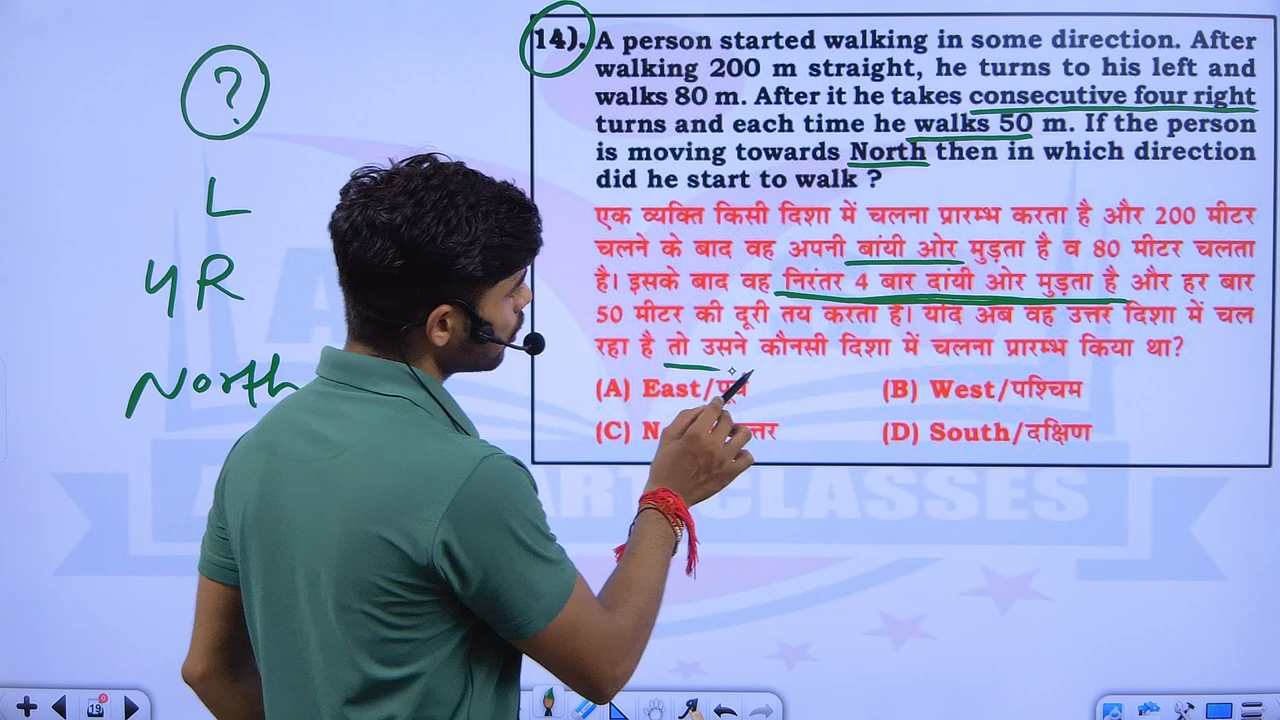 ?
L
4R
North
14). A person started walking in some direction. After
walking 200 m straight, he turns to his left and
walks 80 m. After it he takes consecutive four right
turns and each time he walks 50 m. If the person
is moving towards North then in which direction
did he start to walk ?
एक व्यक्ति किसी दिशा में चलना प्रारम्भ करता है और 200 मीटर
चलने के बाद वह अपनी बांयी ओर मुड़ता है व 80 मीटर चलता
है। इसके बाद वह निरंतर 4 बार दांयी ओर मुड़ता है और हर बार
50 मीटर की दूरी तय करता है। यदि अब वह उत्तर दिशा में चल
रहा है तो उसने कौनसी दिशा में चलना प्रारम्भ किया था?
(A) East/पूर्व (B) West/पश्चिम
(C) (D) South/दक्षिण
CLASSES
19